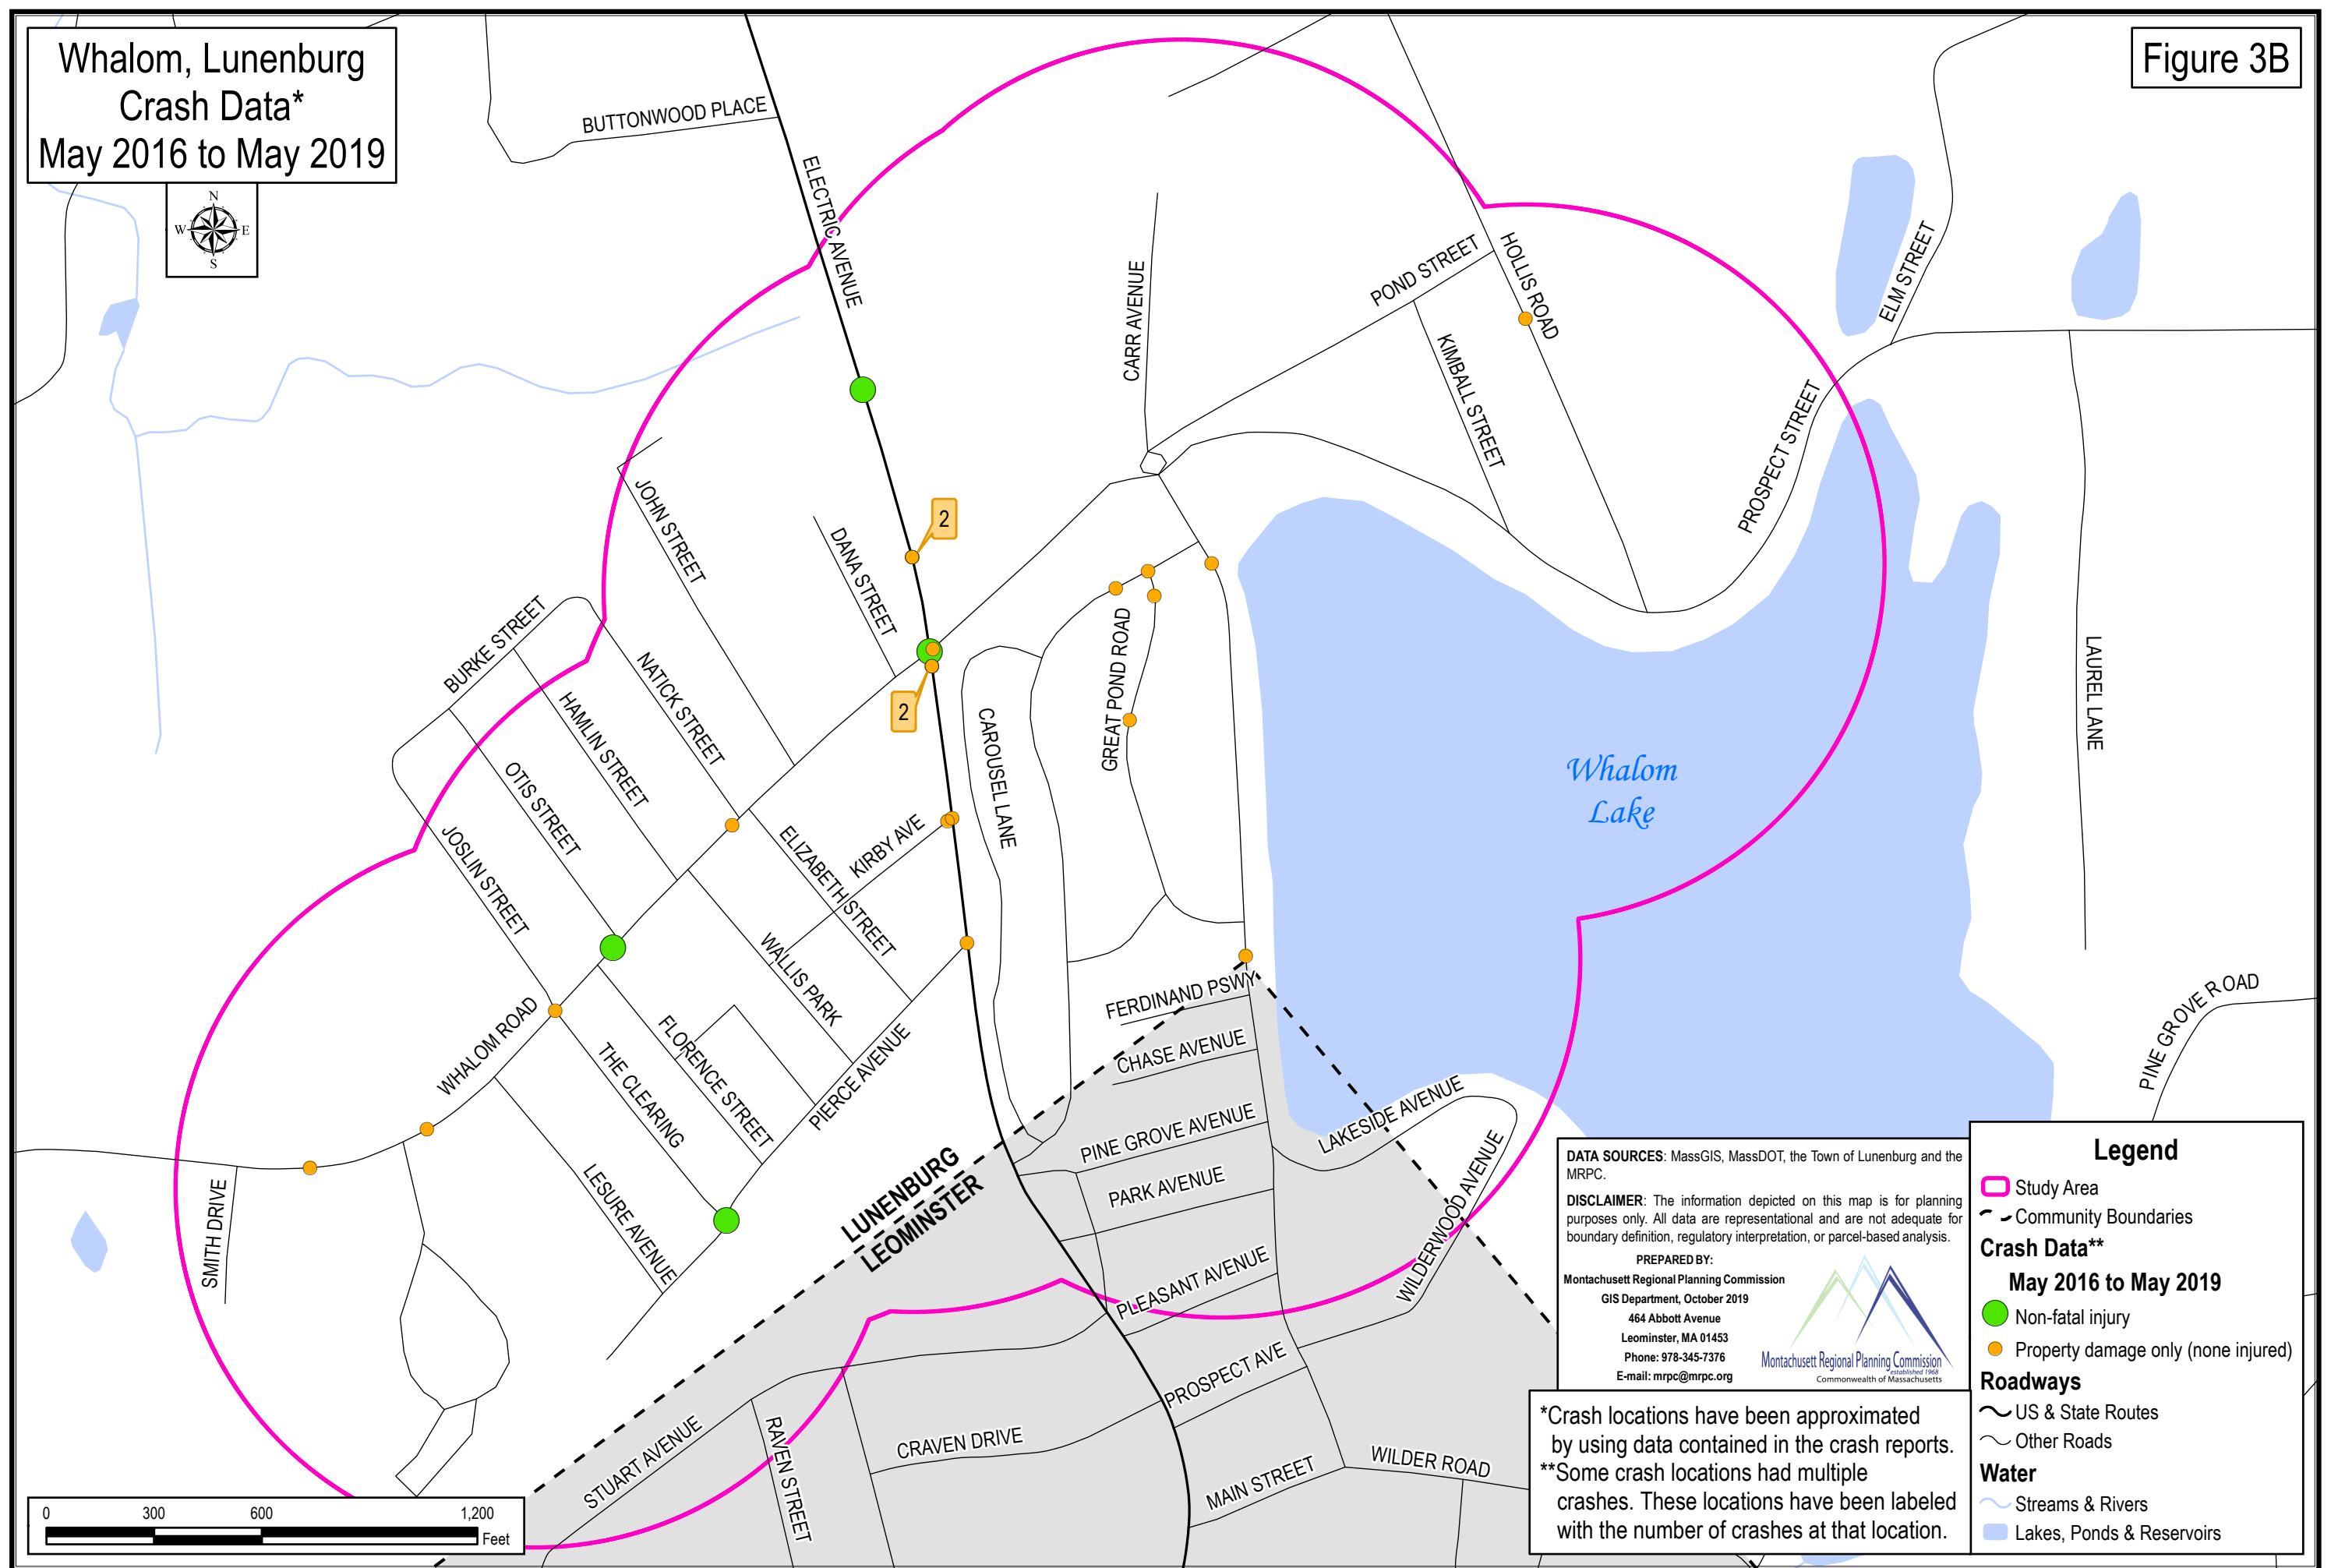 Whalom, Lunenburg
Crash Data*
May 2016 to May 2019
Figure 3B
N
W E
S
BUTTONWOOD PLACE
ELECTRIC AVENUE
CARR AVENUE
POND STREET
HOLLIS ROAD
KIMBALL STREET
ELM STREET
PROSPECT STREET
JOHN STREET
DANA STREET
2
BURKE STREET
NATICK STREET
HAMLIN STREET
GREAT POND ROAD
LAUREL LANE
2
CAROUSEL LANE
OTIS STREET
Whalom
Lake
JOSLIN STREET
ELIZABETH STREET
KIRBY AVE
WALLIS PARK
FERDINAND PSWY
WHALOM ROAD
THE CLEARING
FLORENCE STREET
PIERCE AVENUE
CHASE AVENUE
PINE GROVE ROAD
PINE GROVE AVENUE
LAKESIDE AVENUE
PARK AVENUE
LUNENBURG
LEOMINSTER
SMITH DRIVE
LESURE AVENUE
WILDERWOOD AVENUE
PLEASANT AVENUE
PROSPECT AVE
STUART AVENUE
RAVEN STREET
CRAVEN DRIVE
MAIN STREET
WILDER ROAD
0 300 600 1,200
Feet
DATA SOURCES: MassGIS, MassDOT, the Town of Lunenburg and the
MRPC.
DISCLAIMER: The information depicted on this map is for planning
purposes only. All data are representational and are not adequate for
boundary definition, regulatory interpretation, or parcel-based analysis.
PREPARED BY:
Montachusett Regional Planning Commission
GIS Department, October 2019
464 Abbott Avenue
Leominster, MA 01453
Phone: 978-345-7376
E-mail: mrpc@mrpc.org
Montachusett Regional Planning Commission
established 1968
Commonwealth of Massachusetts
*Crash locations have been approximated
by using data contained in the crash reports.
**Some crash locations had multiple
crashes. These locations have been labeled
with the number of crashes at that location.
Legend
Study Area
Community Boundaries
Crash Data**
May 2016 to May 2019
Non-fatal injury
Property damage only (none injured)
Roadways
US & State Routes
Other Roads
Water
Streams & Rivers
Lakes, Ponds & Reservoirs